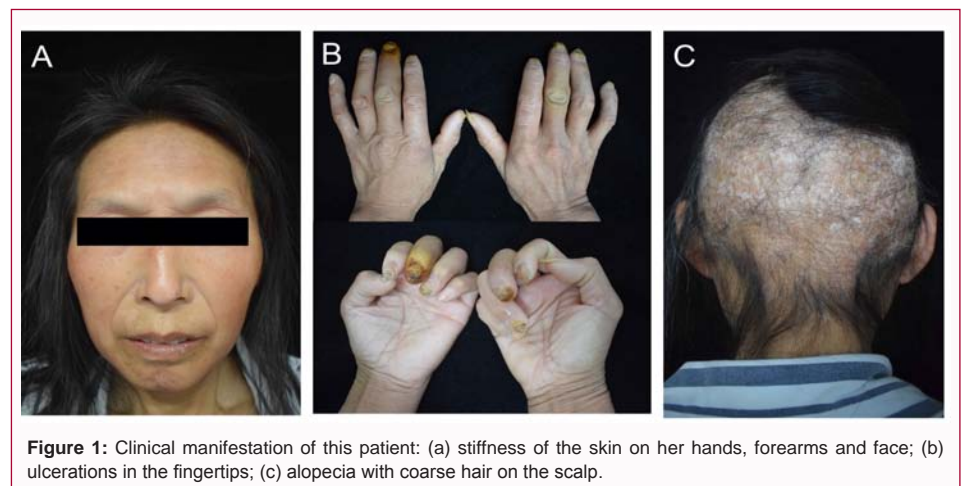 A
B
C
Figure 1: Clinical manifestation of this patient: (a) stiffness of the skin on her hands, forearms and face; (b)
ulcerations in the fingertips; (c) alopecia with coarse hair on the scalp.